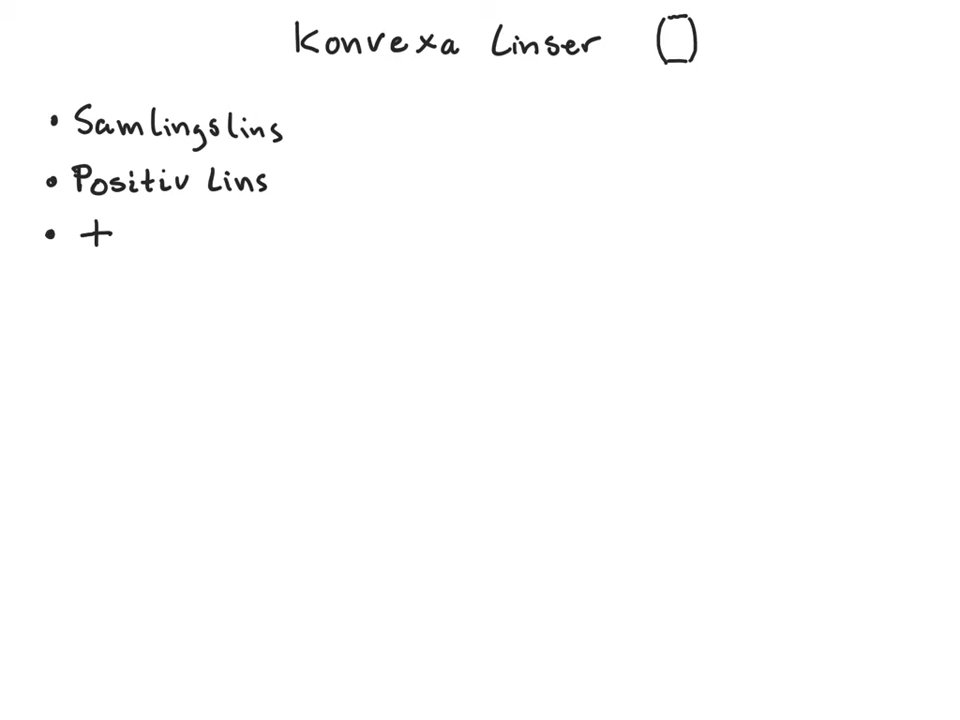 Konvexa Linser
• Samlingslins
• Positiv Lins
• +